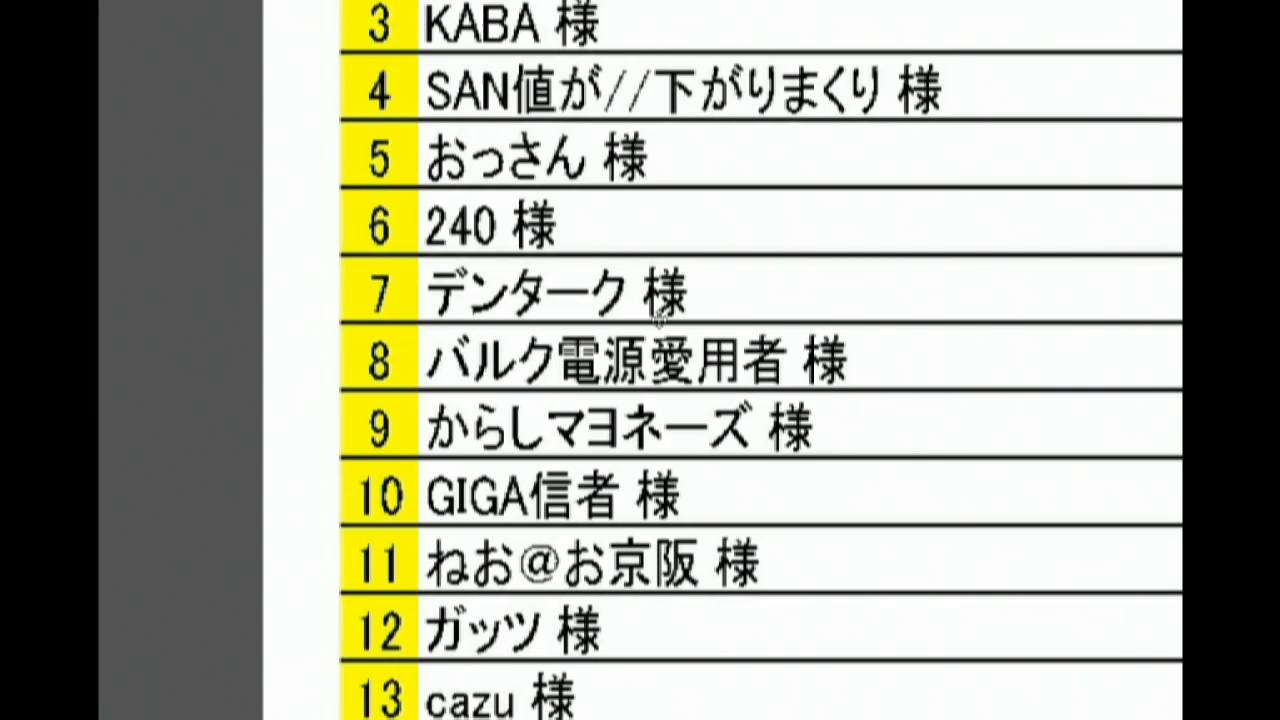 3 KABA 様
4 SAN値が//下がりまくり 様
5 おっさん 様
6 240 様
7 デンターク 様
8 バルク電源愛用者 様
9 からしマヨネーズ 様
10 GIGA信者 様
11 ねお@お京阪 様
12 ガッツ 様
13 cazu 様